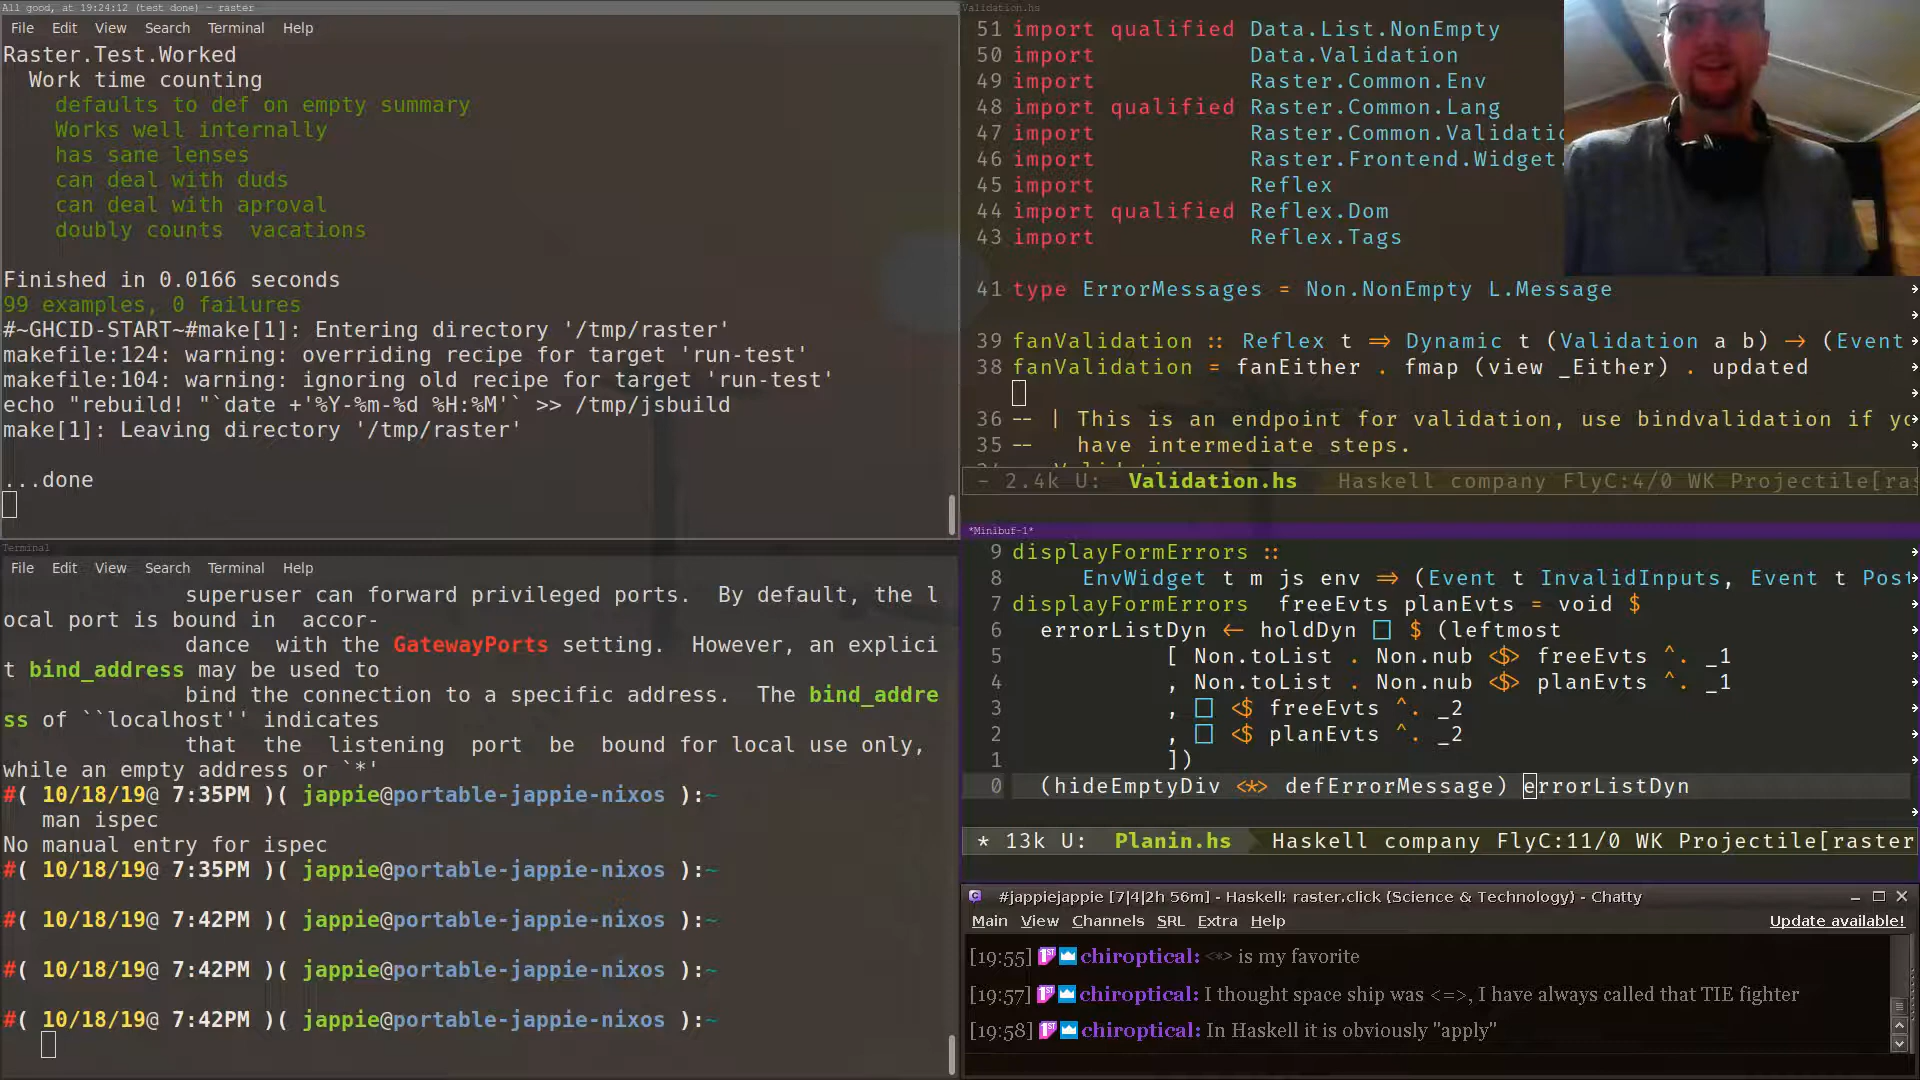 All good, at 19:24:12 (test done) - raster
File Edit View Search Terminal Help
Raster.Test.Worked
Work time counting
defaults to def on empty summary
Works well internally
has sane lenses
can deal with duds
can deal with aproval
doubly counts  vacations
Finished in 0.0166 seconds
99 examples, 0 failures
#~GHCID-START~#make[1]: Entering directory '/tmp/raster'
makefile:124: warning: overriding recipe for target 'run-test'
makefile:104: warning: ignoring old recipe for target 'run-test'
echo "rebuild! "`date +'%Y-%m-%d %H:%M'` >> /tmp/jsbuild
make[1]: Leaving directory '/tmp/raster'
...done
Terminal
File Edit View Search Terminal Help
superuser can forward privileged ports.  By default, the l
ocal port is bound in  accor-
dance  with the GatewayPorts setting.  However, an explici
t bind_address may be used to
bind the connection to a specific address.  The bind_addre
ss of ``localhost'' indicates
that  the  listening  port  be  bound for local use only,
while an empty address or `*'
#( 10/18/19@ 7:35PM )( jappie@portable-jappie-nixos ):~
man ispec
No manual entry for ispec
#( 10/18/19@ 7:35PM )( jappie@portable-jappie-nixos ):~
#( 10/18/19@ 7:42PM )( jappie@portable-jappie-nixos ):~
#( 10/18/19@ 7:42PM )( jappie@portable-jappie-nixos ):~
#( 10/18/19@ 7:42PM )( jappie@portable-jappie-nixos ):~
Validation.hs
51 import qualified Data.List.NonEmpty
50 import Data.Validation
49 import Raster.Common.Env
48 import qualified Raster.Common.Lang
47 import Raster.Common.Validatio
46 import Raster.Frontend.Widget.
45 import Reflex
44 import qualified Reflex.Dom
43 import Reflex.Tags
41 type ErrorMessages = Non.NonEmpty L.Message
39 fanValidation :: Reflex t ⇒ Dynamic t (Validation a b) → (Event
38 fanValidation = fanEither . fmap (view _Either) . updated
36 -- | This is an endpoint for validation, use bindvalidation if yo
35 --   have intermediate steps.
- 2.4k U: Validation.hs Haskell company FlyC:4/0 WK Projectile[ras
*Minibuf-1*
9 displayFormErrors ::
8 EnvWidget t m js env ⇒ (Event t InvalidInputs, Event t Post
7 displayFormErrors  freeEvts planEvts = void $
6 errorListDyn ← holdDyn [] $ (leftmost
5 [ Non.toList . Non.nub <$> freeEvts ^. _1
4 , Non.toList . Non.nub <$> planEvts ^. _1
3 , [] <$ freeEvts ^. _2
2 , [] <$ planEvts ^. _2
1 ])
0 (hideEmptyDiv <*> defErrorMessage) errorListDyn
* 13k U: Planin.hs Haskell company FlyC:11/0 WK Projectile[raster
#jappiejappie [7|4|2h 56m] - Haskell: raster.click (Science & Technology) - Chatty
Main View Channels SRL Extra Help Update available!
[19:55] 1ST chiroptical: <*> is my favorite
[19:57] 1ST chiroptical: I thought space ship was <=>, I have always called that TIE fighter
[19:58] 1ST chiroptical: In Haskell it is obviously "apply"